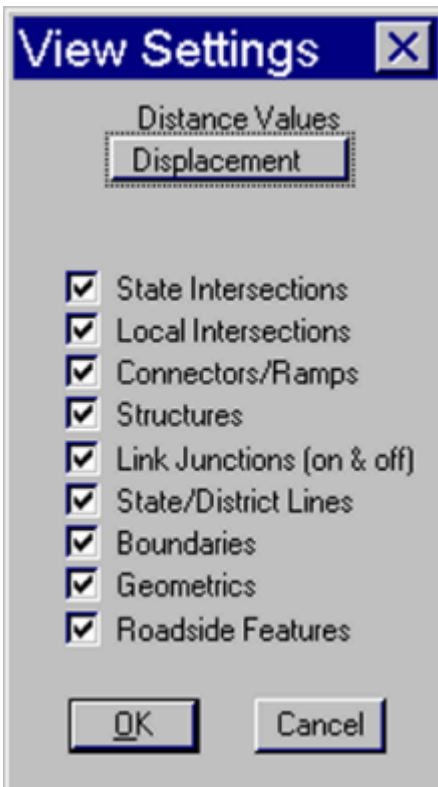 View Settings
Distance Values
Displacement
State Intersections
Local Intersections
Connectors/Ramps
Structures
Link Junctions (on & off)
State/District Lines
Boundaries
Geometrics
Roadside Features
OK Cancel